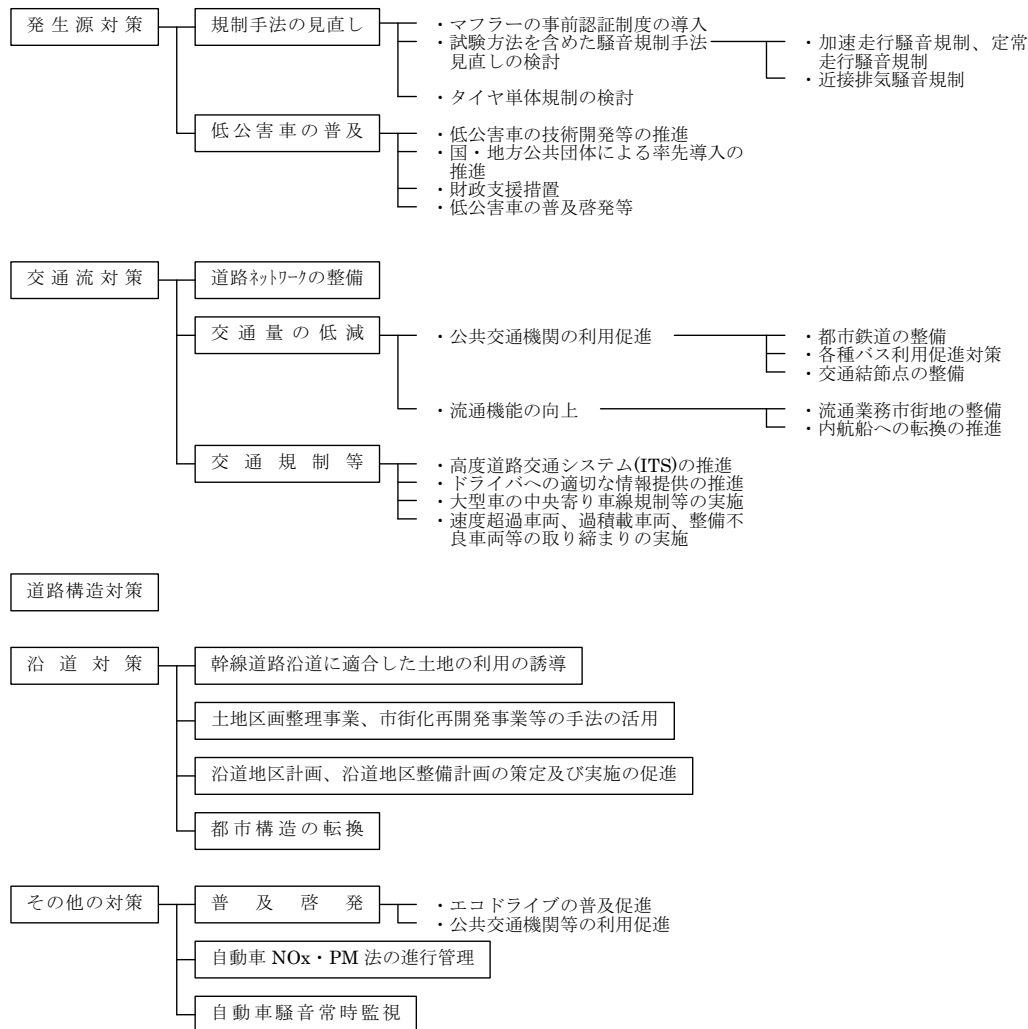 発生源対策
規制手法の見直し
・マフラーの事前認証制度の導入
・試験方法を含めた騒音規制手法
見直しの検討
・加速走行騒音規制、定常
走行騒音規制
・近接排気騒音規制
・タイヤ単体規制の検討
低公害車の普及
・低公害車の技術開発等の推進
・国・地方公共団体による率先導入の
推進
・財政支援措置
・低公害車の普及啓発等
交通流対策
道路ﾈｯﾄﾜｰｸの整備
交通量の低減
・公共交通機関の利用促進
・都市鉄道の整備
・各種バス利用促進対策
・交通結節点の整備
・流通機能の向上
・流通業務市街地の整備
・内航船への転換の推進
交通規制等
・高度道路交通システム(ITS)の推進
・ドライバへの適切な情報提供の推進
・大型車の中央寄り車線規制等の実施
・速度超過車両、過積載車両、整備不
良車両等の取り締まりの実施
道路構造対策
沿道対策
幹線道路沿道に適合した土地の利用の誘導
土地区画整理事業、市街化再開発事業等の手法の活用
沿道地区計画、沿道地区整備計画の策定及び実施の促進
都市構造の転換
その他の対策
普及啓発
・エコドライブの普及促進
・公共交通機関等の利用促進
自動車 NOx・PM 法の進行管理
自動車騒音常時監視